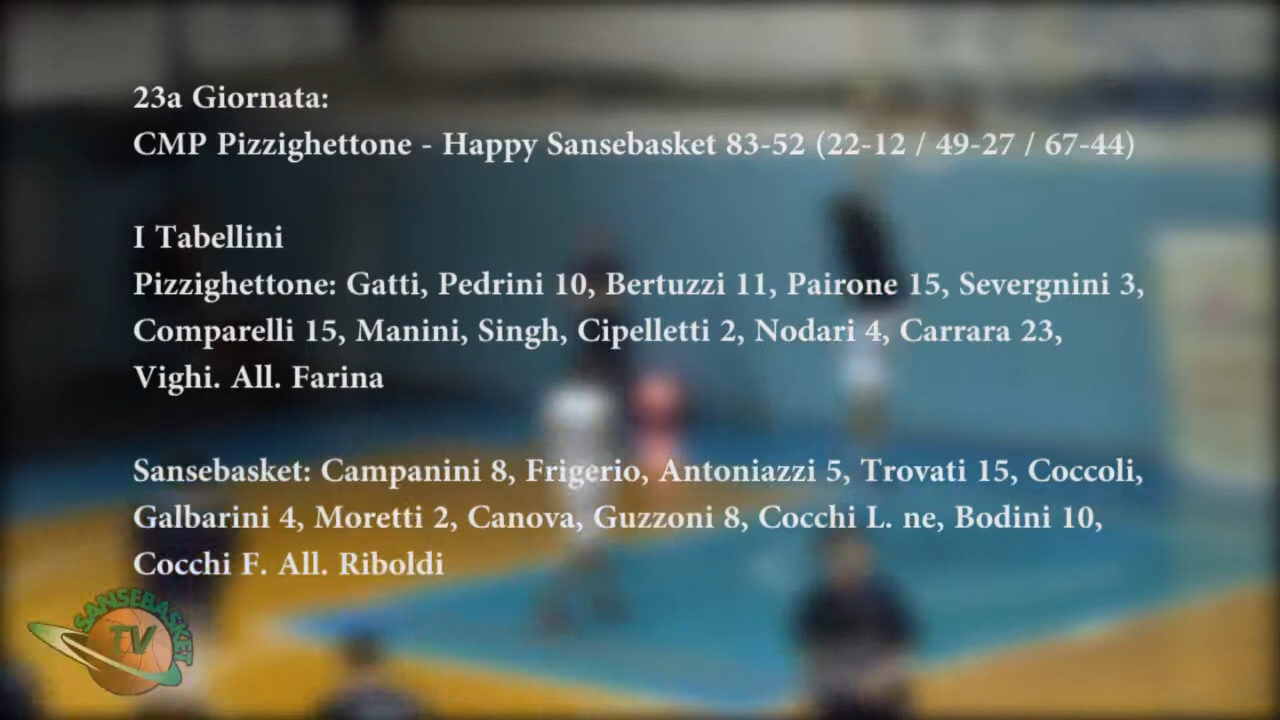 23a Giornata:
CMP Pizzighettone - Happy Sansebasket 83-52 (22-12 / 49-27 / 67-44)
I Tabellini
Pizzighettone: Gatti, Pedrini 10, Bertuzzi 11, Pairone 15, Severgnini 3,
Comparelli 15, Manini, Singh, Cipelletti 2, Nodari 4, Carrara 23,
Vighi. All. Farina
Sansebasket: Campanini 8, Frigerio, Antoniazzi 5, Trovati 15, Coccoli,
Galbarini 4, Moretti 2, Canova, Guzzoni 8, Cocchi L. ne, Bodini 10,
Cocchi F. All. Riboldi
SANSEBASKET
TV